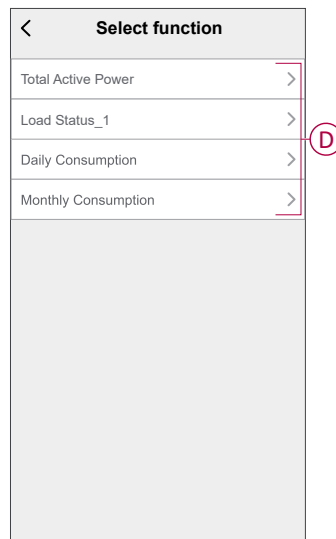 Select function
Total Active Power
Load Status_1
D
Daily Consumption
Monthly Consumption